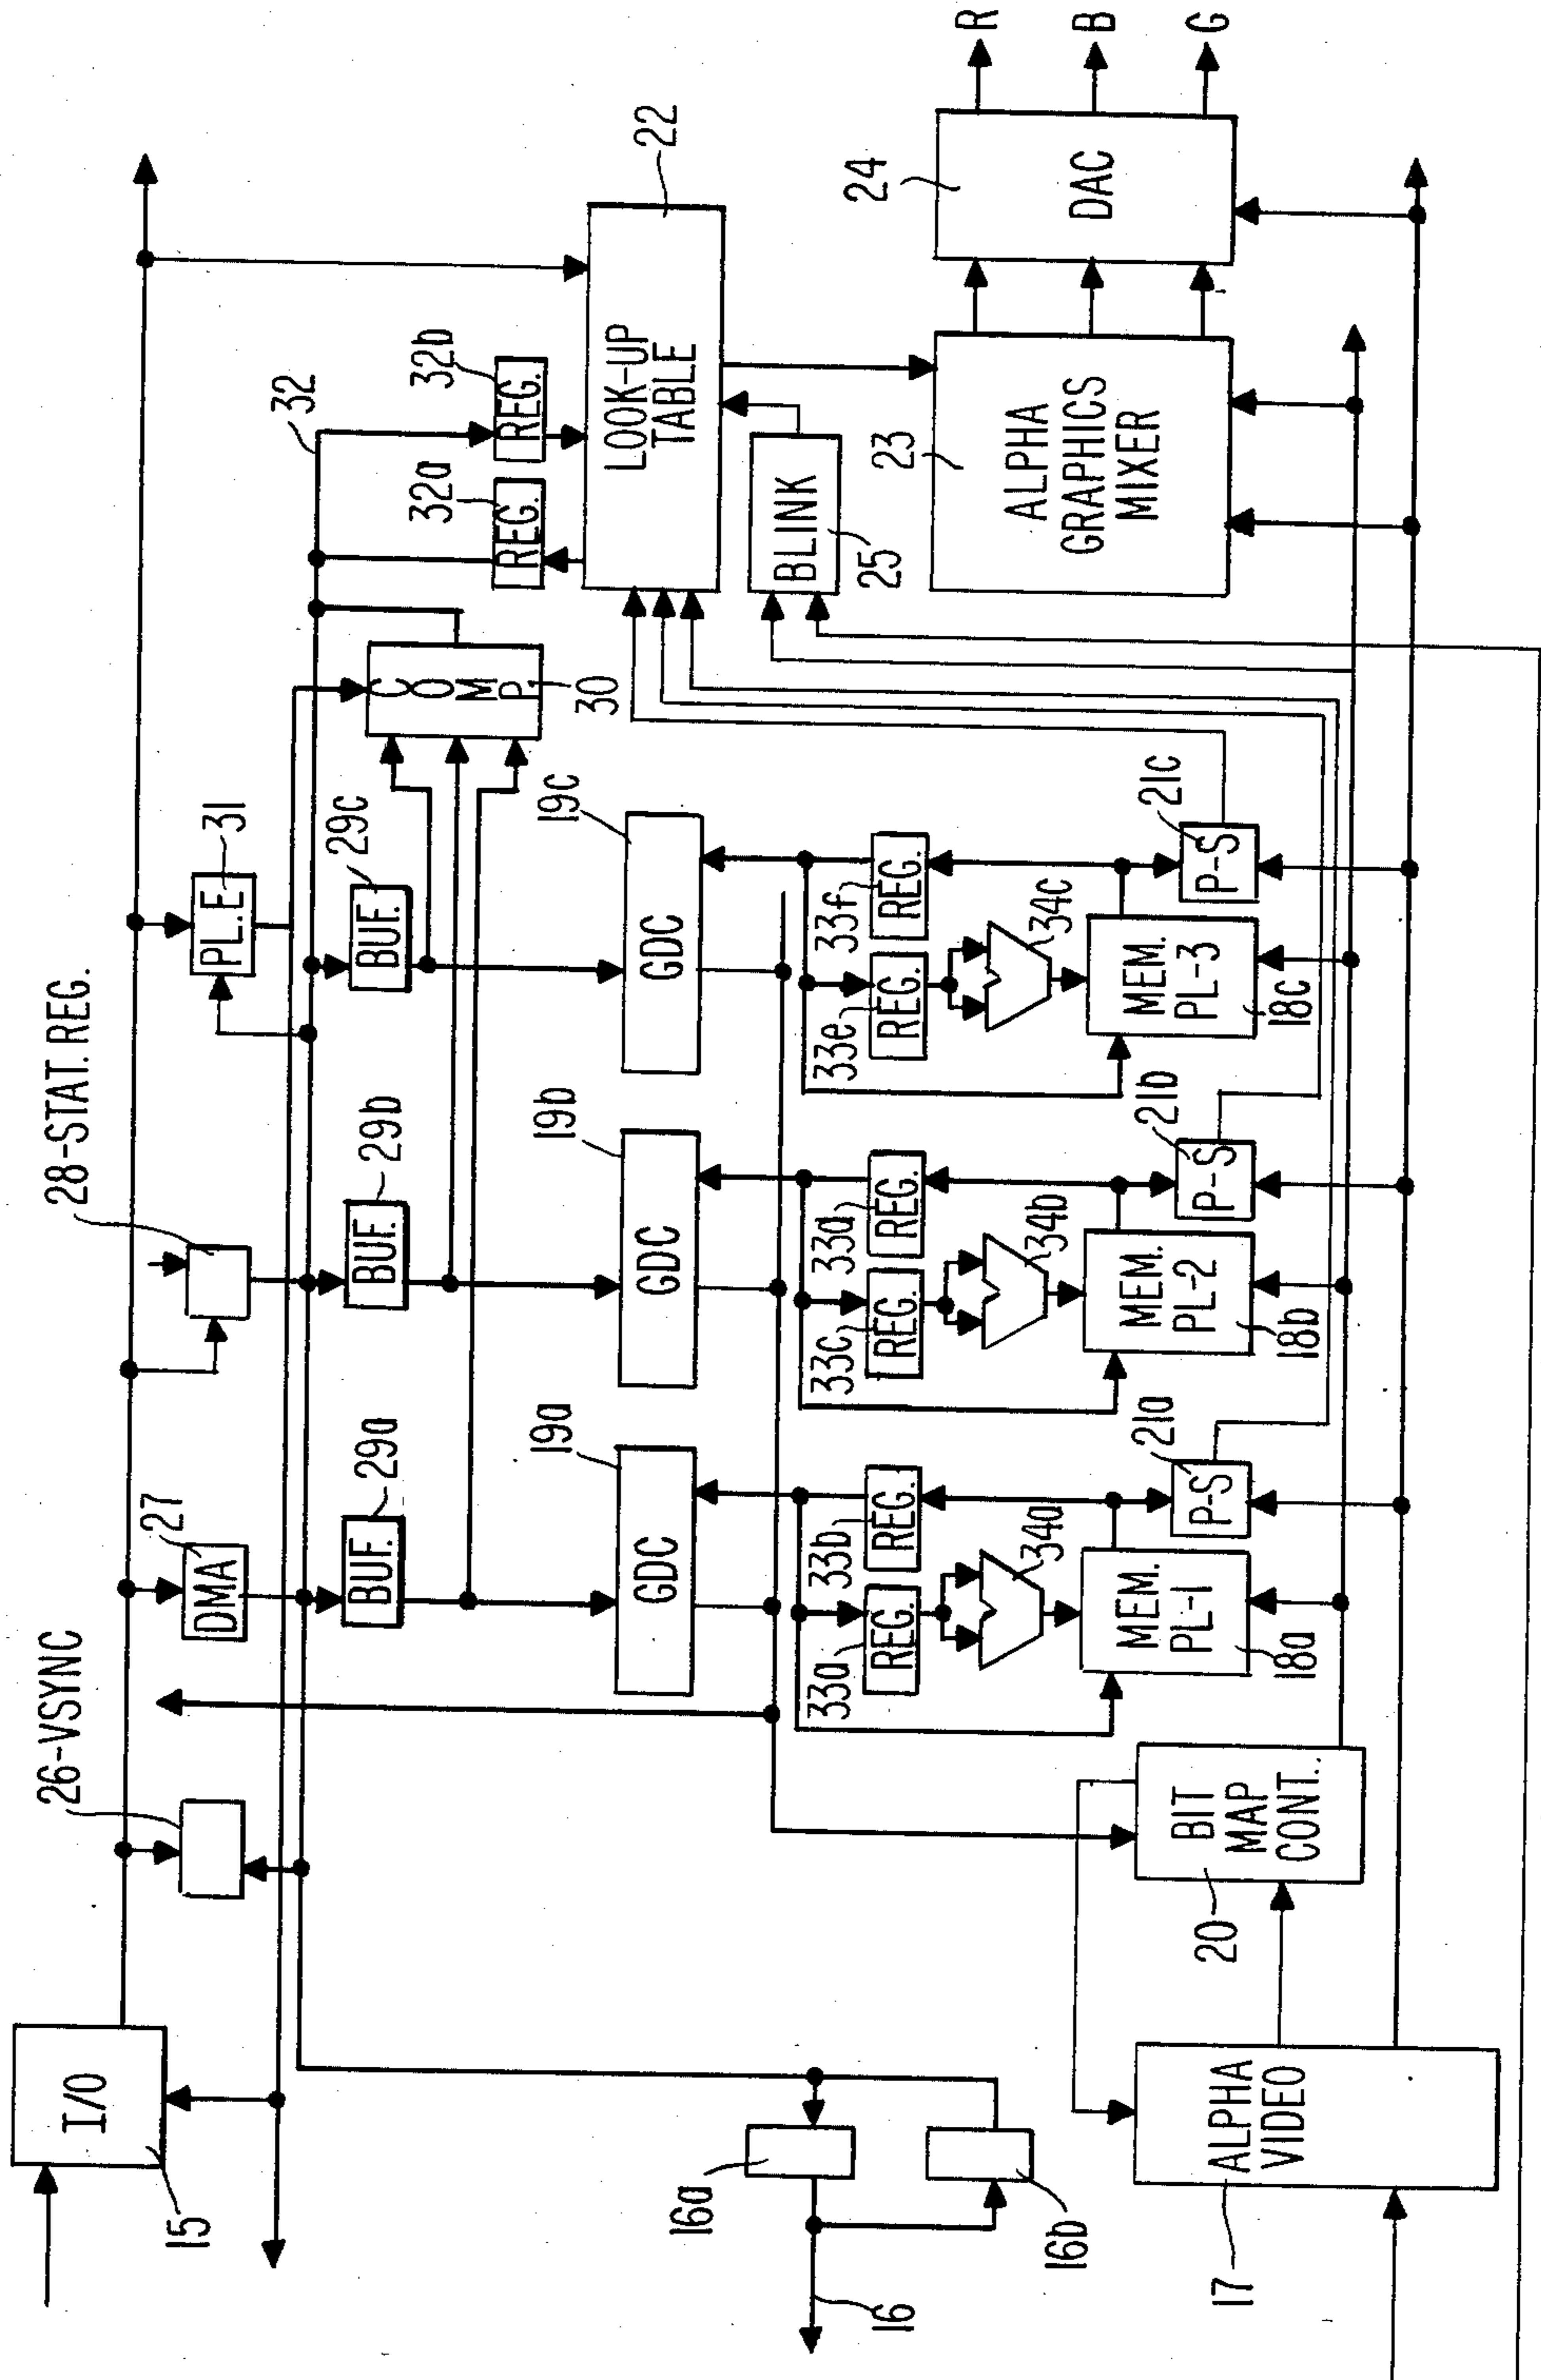 I/O
15
26-VSYNC
27
DMA
28-STAT.REG.
PL.E
31
32
BUF.
29a
BUF.
29b
BUF.
29c
C
O
M
P.
30
32a
REG.
32b
REG.
LOOK-UP
TABLE
22
16a
16
16b
19a
GDC
19b
GDC
19c
GDC
BLINK
25
33a
REG.
33b
REG.
34a
MEM.
PL-1
18a
21a
P-S
33c
REG.
33d
REG.
34b
MEM.
PL-2
18b
21b
P-S
33e
REG.
33f
REG.
34c
MEM.
PL-3
18c
21c
P-S
23
ALPHA
GRAPHICS
MIXER
24
DAC
R
B
G
17
ALPHA
VIDEO
20
BIT
MAP
CONT.